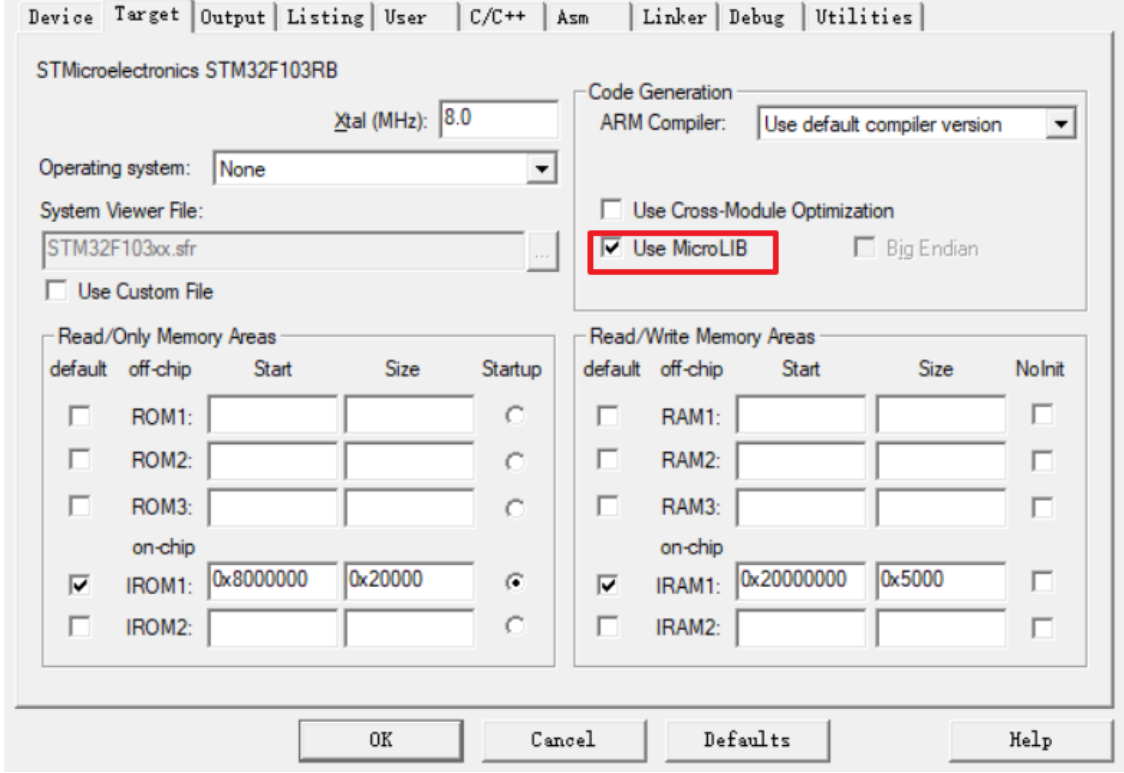 Device Target Output Listing User C/C++ Asm Linker Debug Utilities
STMicroelectronics STM32F103RB
Xtal (MHz): 8.0
Operating system: None
System Viewer File:
STM32F103xx.sfr ...
Use Custom File
Code Generation
ARM Compiler: Use default compiler version
Use Cross-Module Optimization
Use MicroLIB Big Endian
Read/Only Memory Areas
default off-chip Start Size Startup
ROM1:
ROM2:
ROM3:
on-chip
IROM1: 0x8000000 0x20000
IROM2:
Read/Write Memory Areas
default off-chip Start Size NoInit
RAM1:
RAM2:
RAM3:
on-chip
IRAM1: 0x20000000 0x5000
IRAM2:
OK Cancel Defaults Help